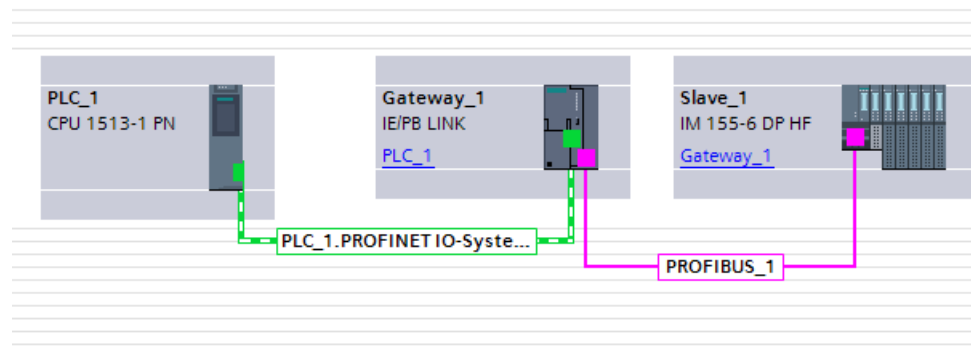 PLC_1
CPU 1513-1 PN
Gateway_1
IE/PB LINK
PLC_1
Slave_1
IM 155-6 DP HF
Gateway_1
PLC_1.PROFINET IO-Syste...
PROFIBUS_1